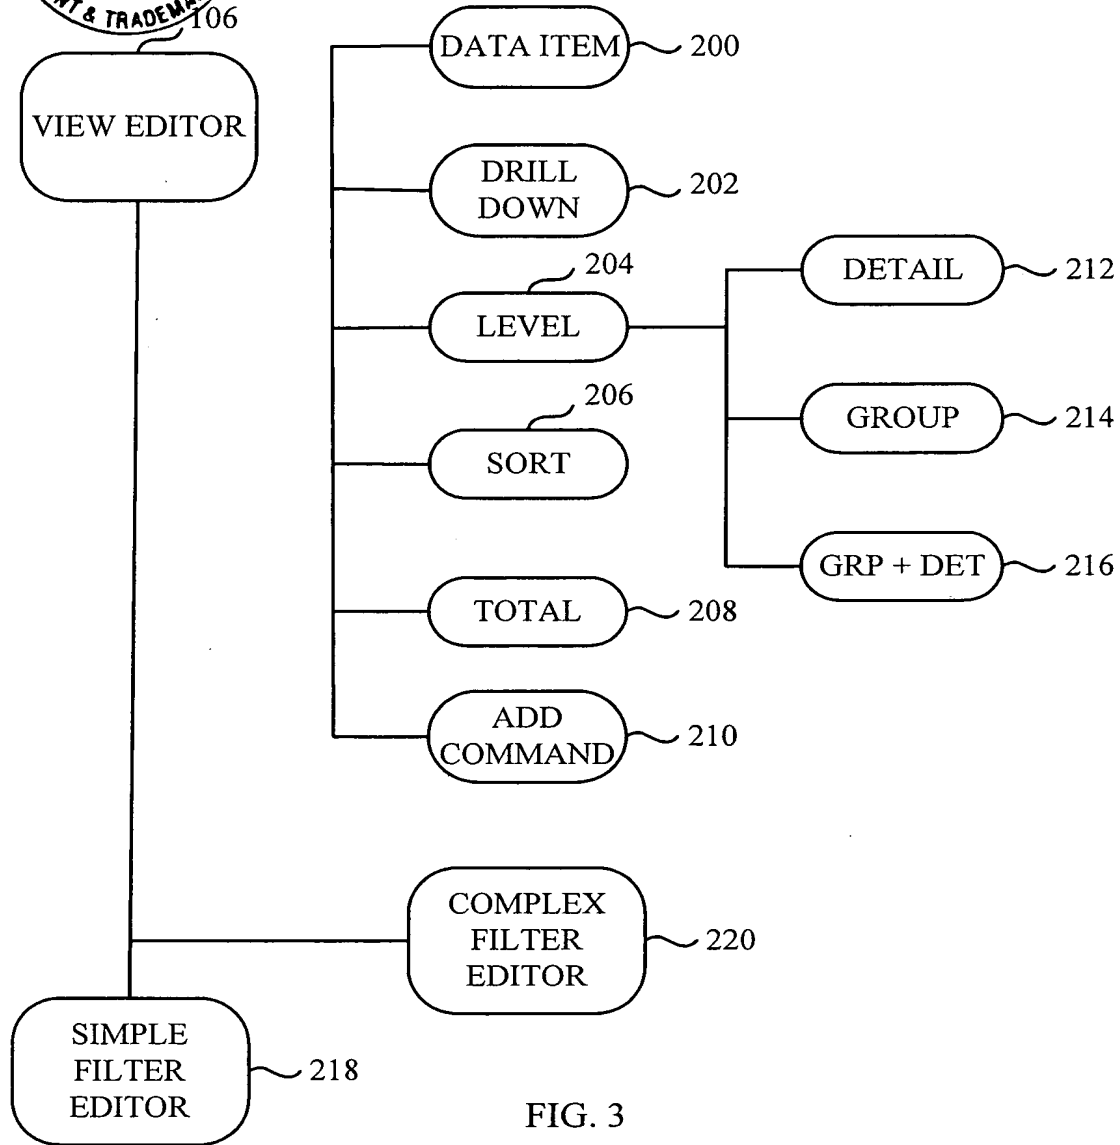 & TRADEMA
106
VIEW EDITOR
DATA ITEM
200
DRILL
DOWN
202
204
LEVEL
DETAIL
212
206
SORT
GROUP
214
GRP + DET
216
TOTAL
208
ADD
COMMAND
210
COMPLEX
FILTER
EDITOR
220
SIMPLE
FILTER
EDITOR
218
FIG. 3